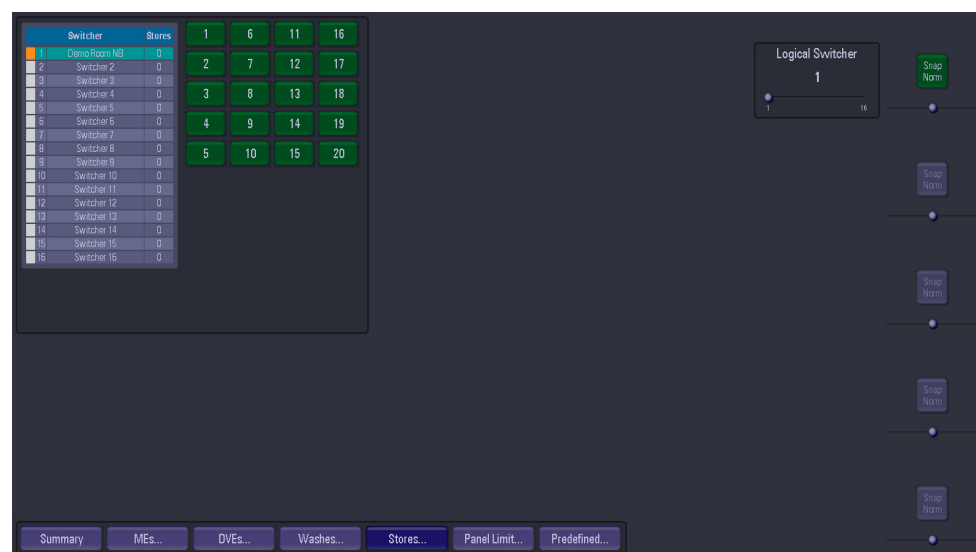 Switcher Stores
1 Demo Room NB 0
2 Switcher 2 0
3 Switcher 3 0
4 Switcher 4 0
5 Switcher 5 0
6 Switcher 6 0
7 Switcher 7 0
8 Switcher 8 0
9 Switcher 9 0
10 Switcher 10 0
11 Switcher 11 0
12 Switcher 12 0
13 Switcher 13 0
14 Switcher 14 0
15 Switcher 15 0
16 Switcher 16 0
1 6 11 16
2 7 12 17
3 8 13 18
4 9 14 19
5 10 15 20
Logical Switcher
1
1 16
Snap
Norm
Snap
Norm
Snap
Norm
Snap
Norm
Snap
Norm
Summary MEs... DVEs... Washes... Stores... Panel Limit... Predefined...